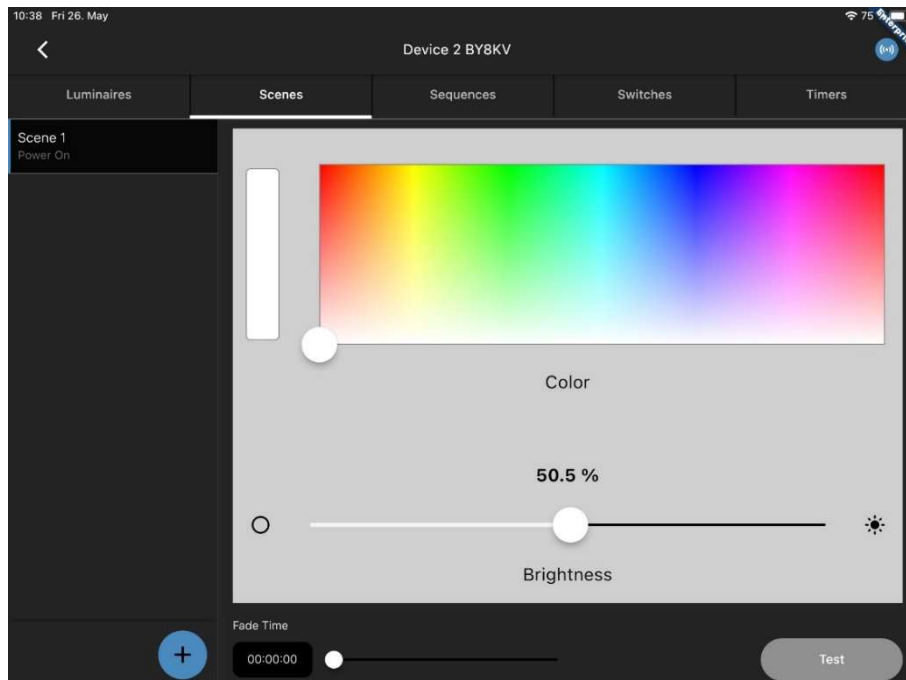 10:38 Fri 26. May
75
Device 2 BY8KV
Luminaires
Scenes
Sequences
Switches
Timers
Scene 1
Power On
Color
50.5 %
Brightness
Fade Time
00:00:00
Test